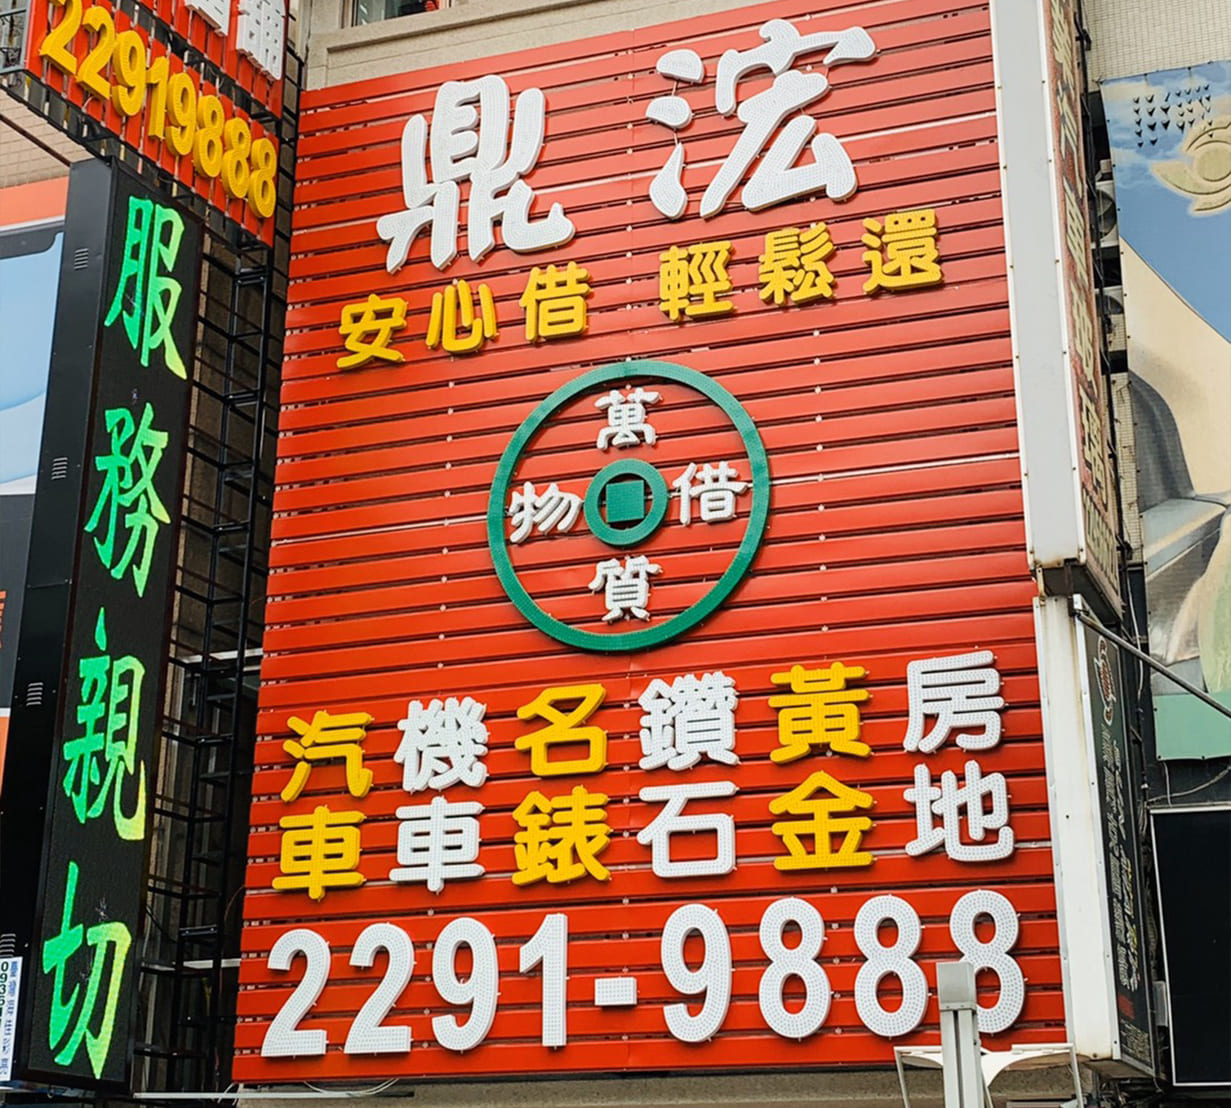 22919888
服務親切
鼎浤
安心借 輕鬆還
萬
物 借
質
房地
黃金
鑽石
名錶
機車
汽車
2291-9888